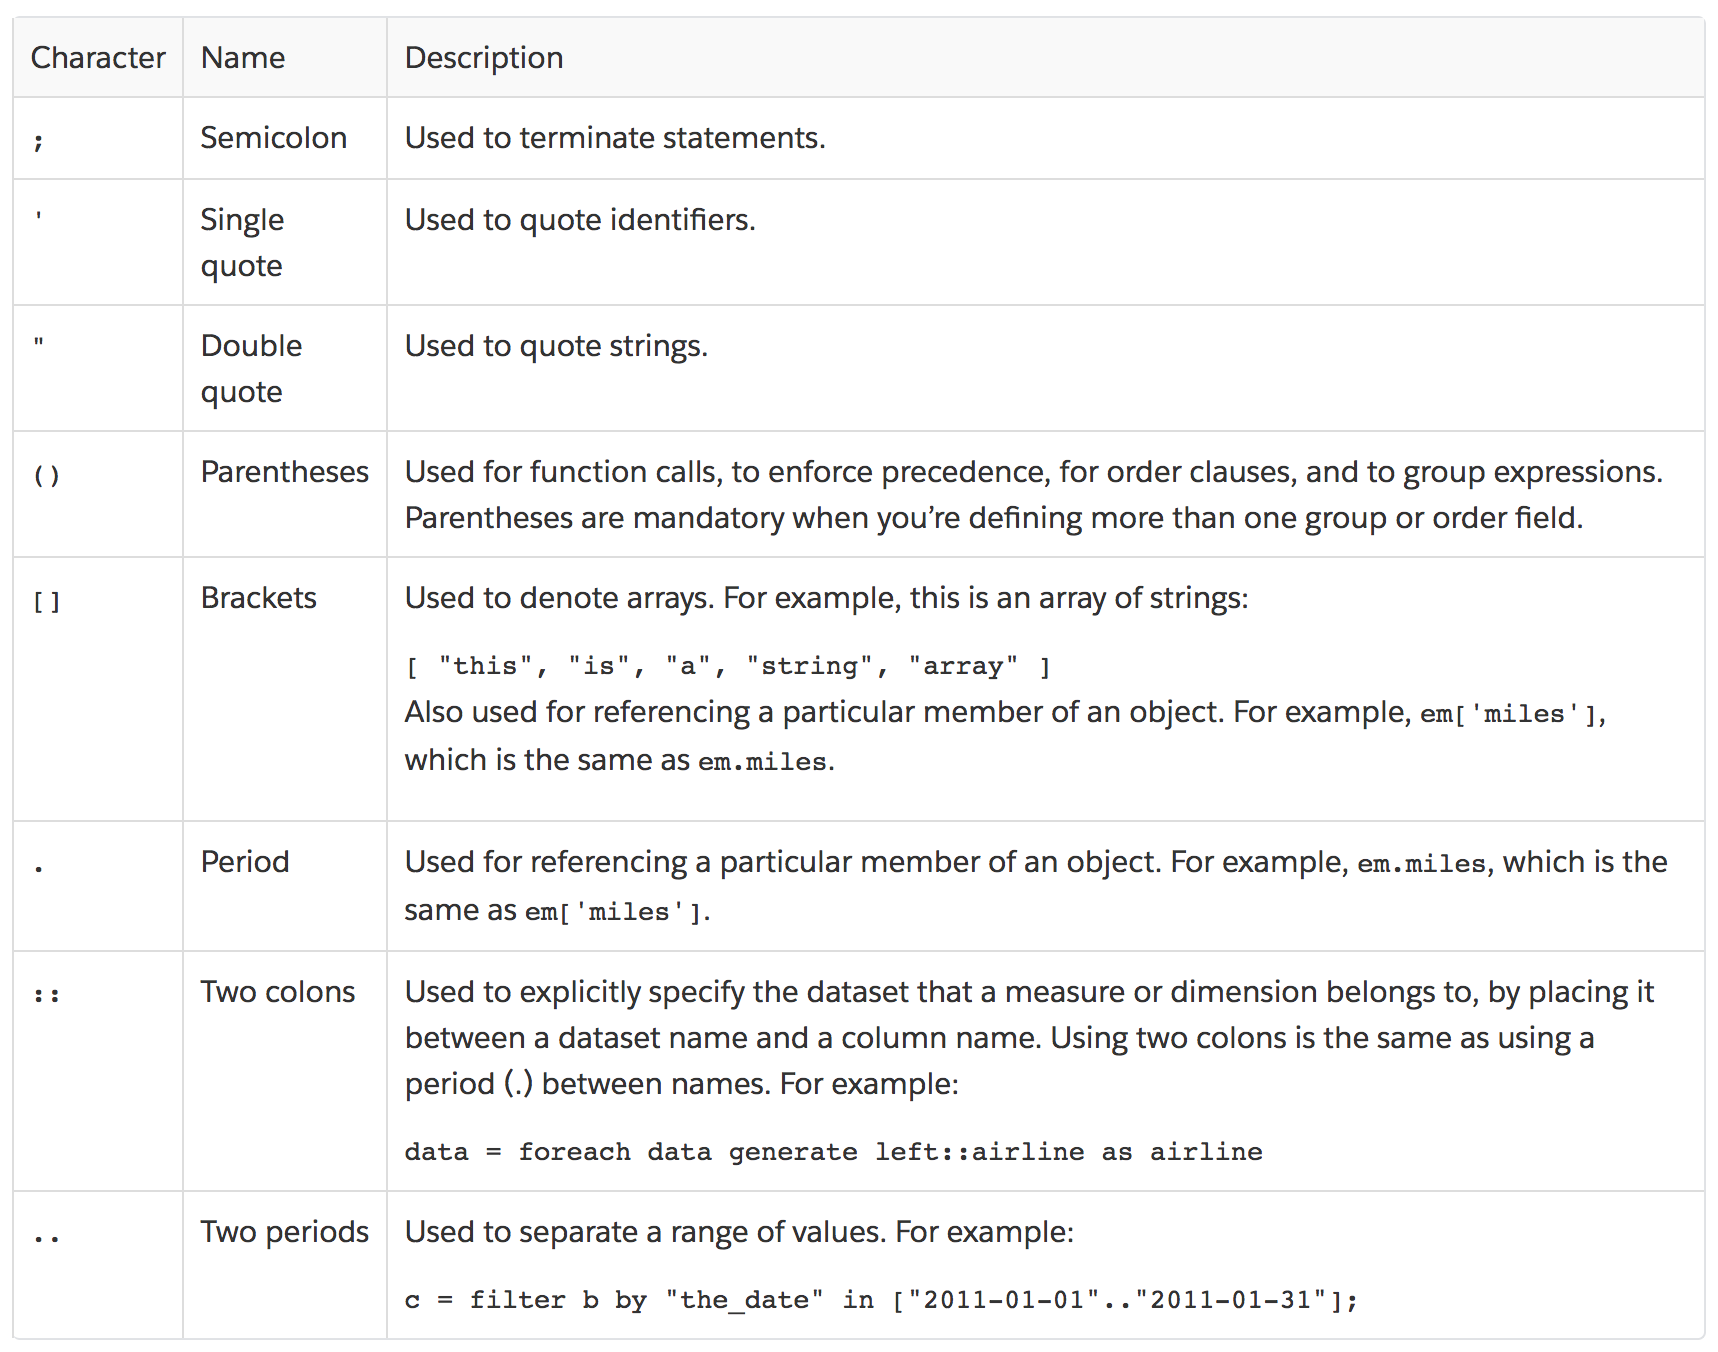 Character Name Description
; Semicolon Used to terminate statements.
' Single Used to quote identifiers.
quote
" Double Used to quote strings.
quote
() Parentheses Used for function calls, to enforce precedence, for order clauses, and to group expressions.
Parentheses are mandatory when you’re defining more than one group or order field.
[] Brackets Used to denote arrays. For example, this is an array of strings:
[ "this", "is", "a", "string", "array" ]
Also used for referencing a particular member of an object. For example, em['miles'],
which is the same as em.miles.
. Period Used for referencing a particular member of an object. For example, em.miles, which is the
same as em['miles'].
:: Two colons Used to explicitly specify the dataset that a measure or dimension belongs to, by placing it
between a dataset name and a column name. Using two colons is the same as using a
period (.) between names. For example:
data = foreach data generate left::airline as airline
.. Two periods Used to separate a range of values. For example:
c = filter b by "the_date" in ["2011-01-01".."2011-01-31"];